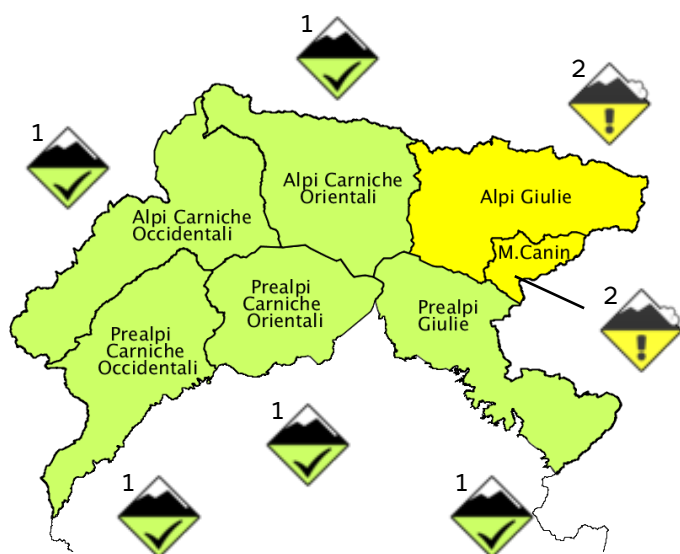 1
2
1
Alpi Carniche
Orientali
Alpi Giulie
Alpi Carniche
Occidentali
M.Canin
Prealpi
Carniche
Orientali
2
Prealpi
Giulie
Prealpi
Carniche
Occidentali
1
1
1